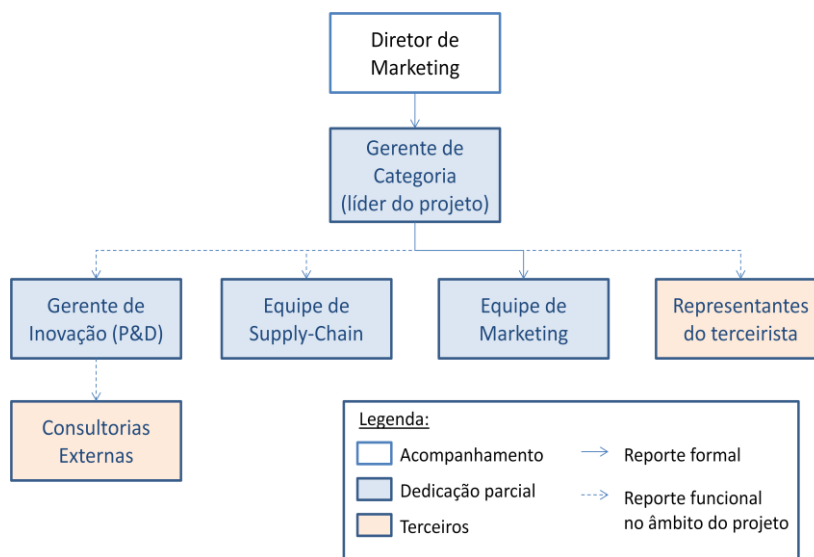 Diretor de
Marketing
Gerente de
Categoria
(líder do projeto)
Gerente de
Inovação (P&D)
Equipe de
Supply-Chain
Equipe de
Marketing
Representantes
do terceirista
Consultorias
Externas
Legenda:
Acompanhamento
Dedicação parcial
Terceiros
Reporte formal
Reporte funcional
no âmbito do projeto